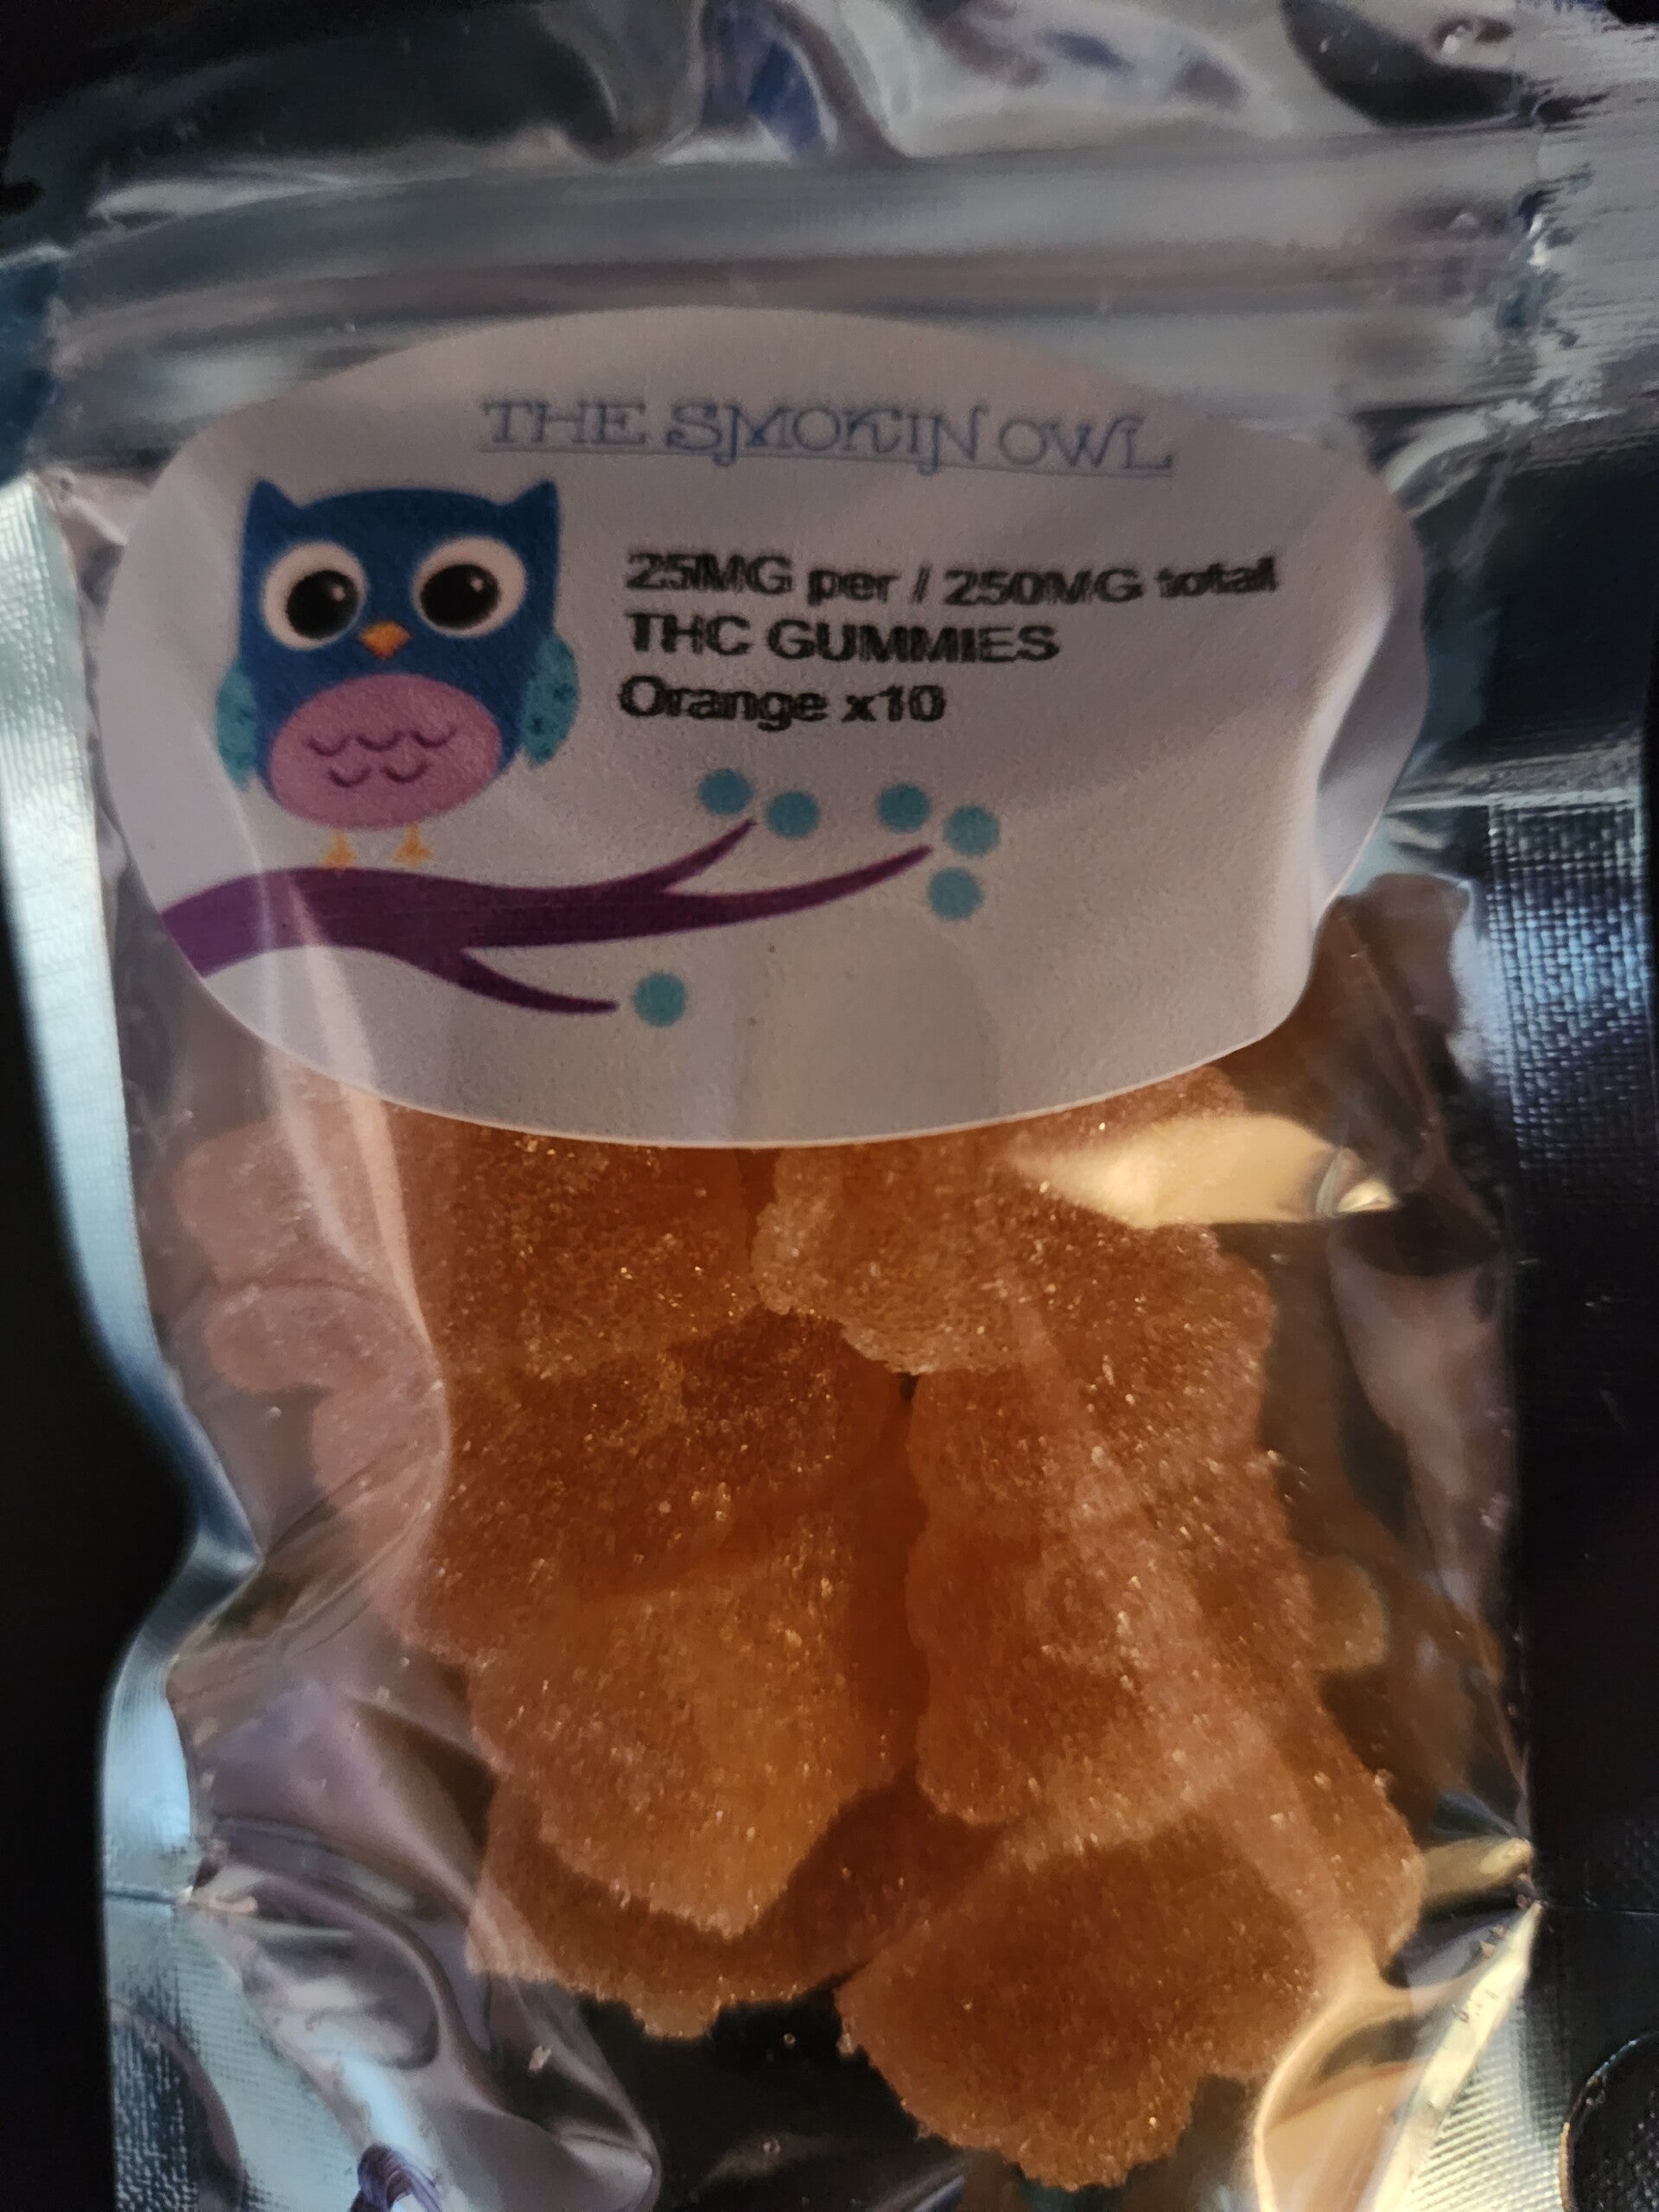 THE SMOKIN OWL
25MG per / 250MG total
THC GUMMIES
Orange x10